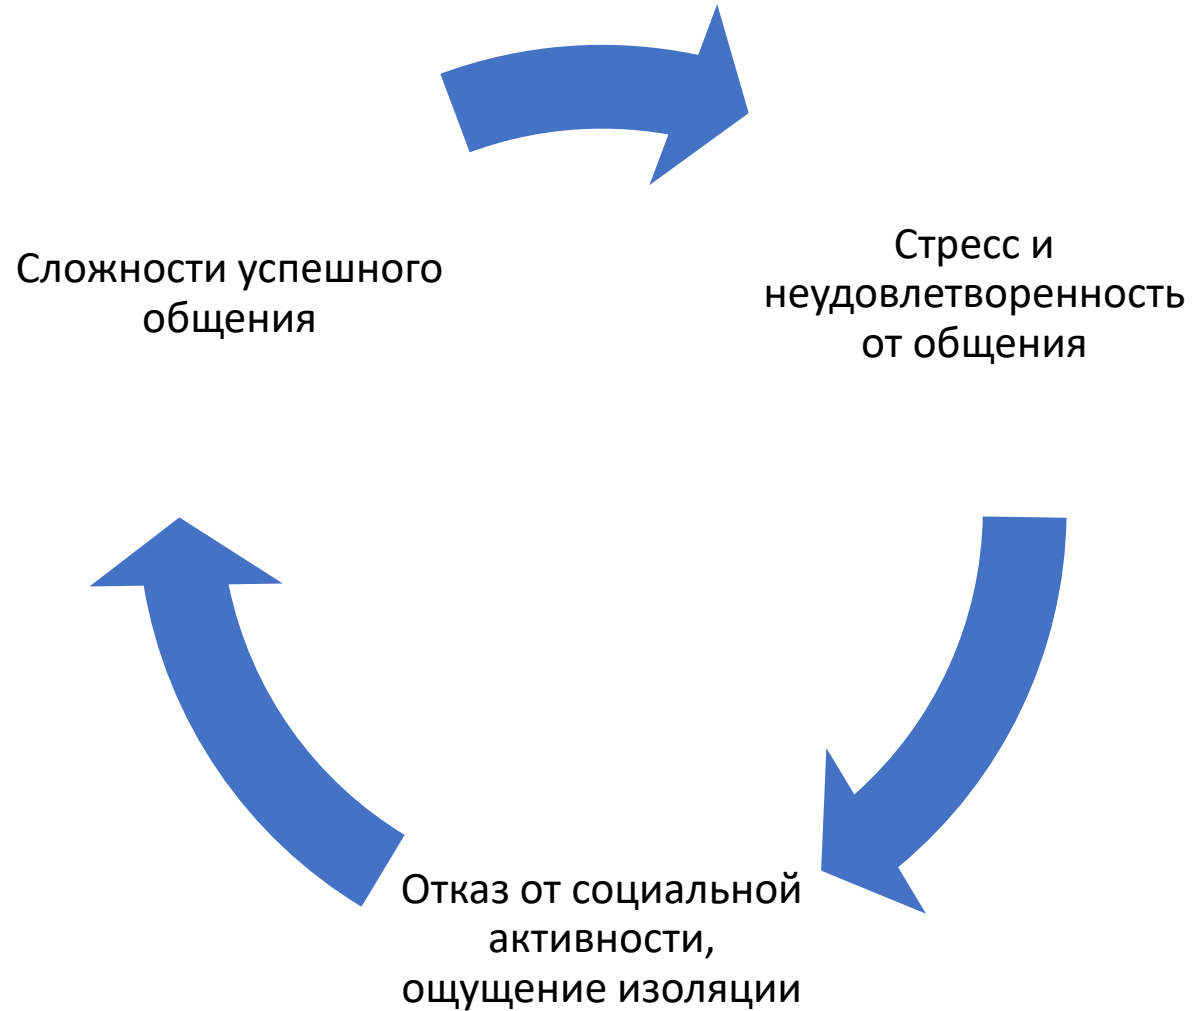 Сложности успешного
общения
Стресс и
неудовлетворенность
от общения
Отказ от социальной
активности,
ощущение изоляции